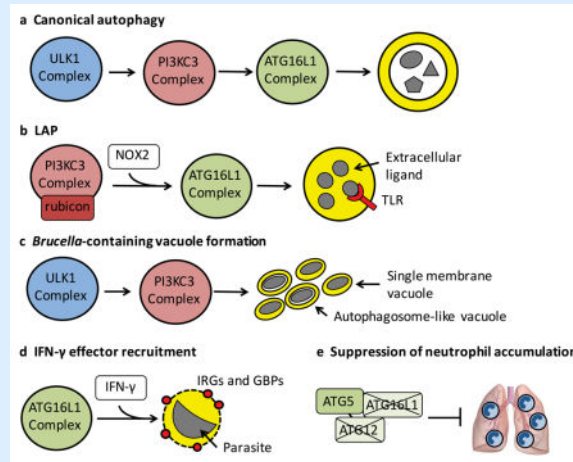 a Canonical autophagy
ULK1
Complex
PI3KC3
Complex
ATG16L1
Complex
b LAP
PI3KC3
Complex
rubicon
NOX2
ATG16L1
Complex
Extracellular
ligand
TLR
c Brucella-containing vacuole formation
ULK1
Complex
PI3KC3
Complex
Single membrane
vacuole
Autophagosome-like vacuole
d IFN-γ effector recruitment
ATG16L1
Complex
IFN-γ
IRGs and GBPs
Parasite
e Suppression of neutrophil accumulation
ATG5
ATG16L1
ATG12